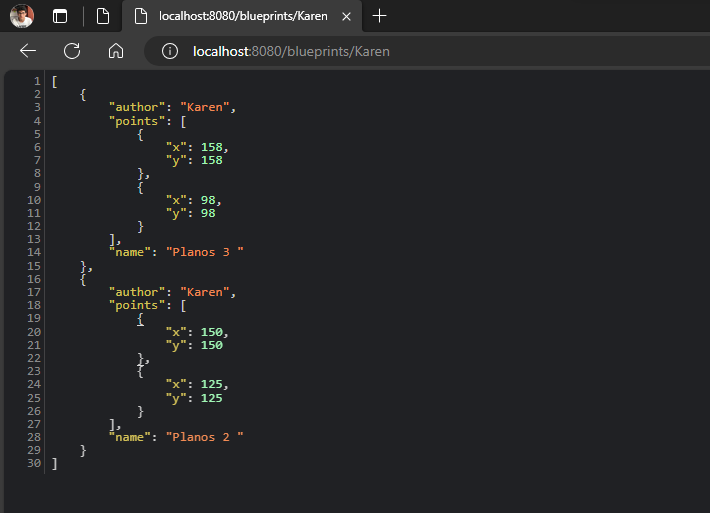 localhost:8080/blueprints/Karen
localhost:8080/blueprints/Karen
1 [
2     {
3         "author": "Karen",
4         "points": [
5             {
6                 "x": 158,
7                 "y": 158
8             },
9             {
10                 "x": 98,
11                 "y": 98
12             }
13         ],
14         "name": "Planos 3 "
15     },
16     {
17         "author": "Karen",
18         "points": [
19             {
20                 "x": 150,
21                 "y": 150
22             },
23             {
24                 "x": 125,
25                 "y": 125
26             }
27         ],
28         "name": "Planos 2 "
29     }
30 ]